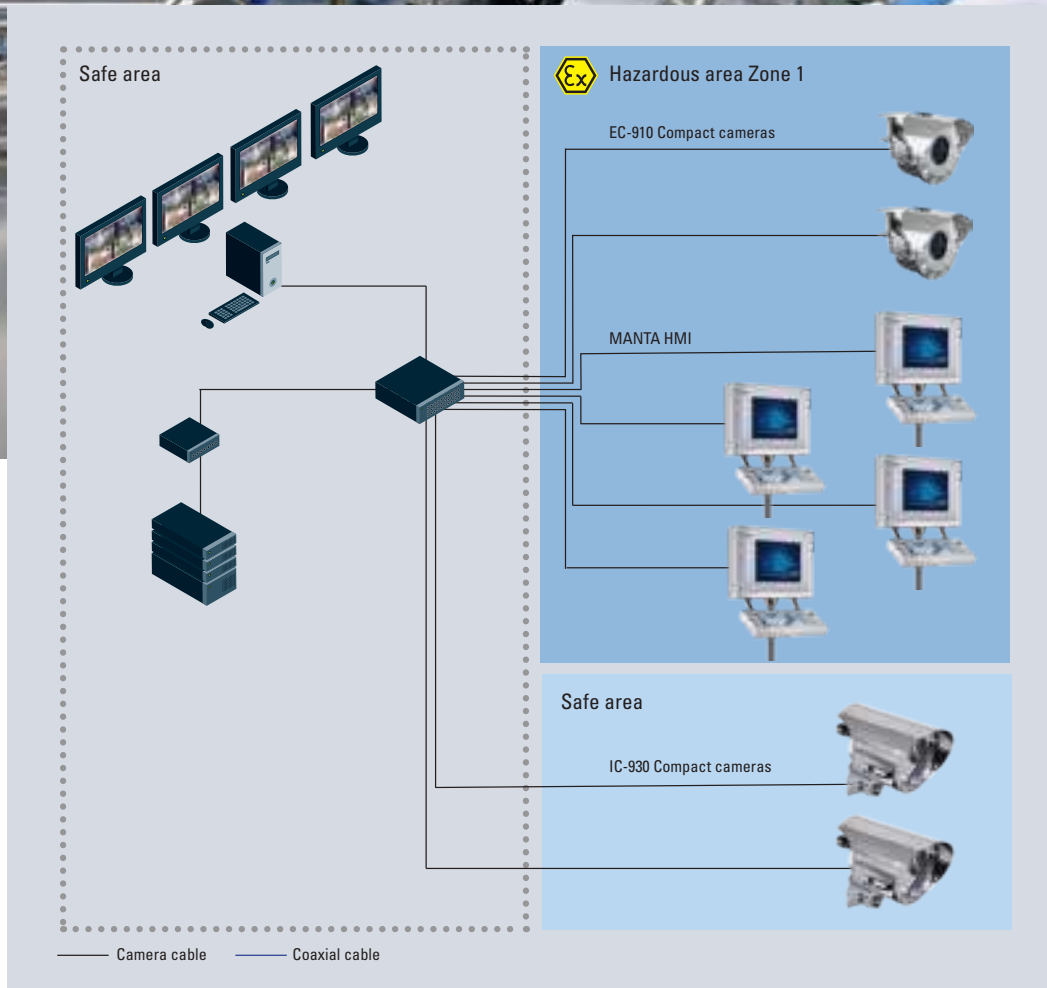 Safe area
Ex
Hazardous area Zone 1
EC-910 Compact cameras
MANTA HMI
Safe area
IC-930 Compact cameras
Camera cable
Coaxial cable